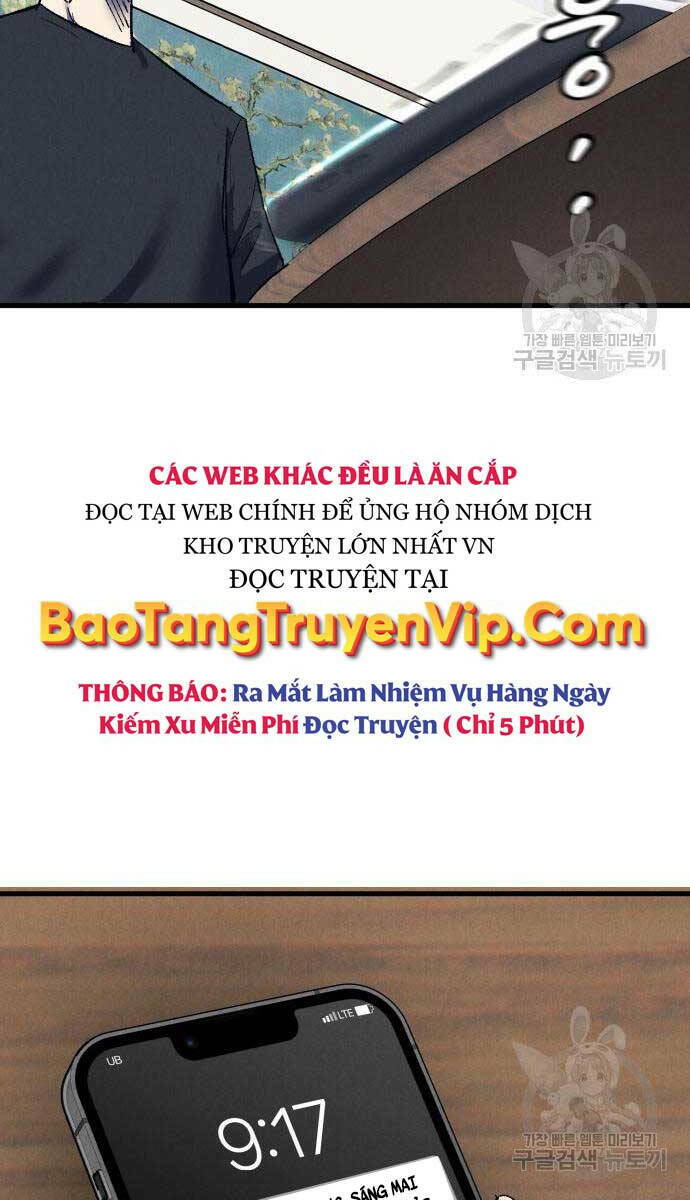 웅
가장 빠른 웹툰 미리보기
구글검색 뉴토끼
CÁC WEB KHÁC ĐỀU LÀ ĂN CẮP
ĐỌC TẠI WEB CHÍNH ĐỂ ỦNG HỘ NHÓM DỊCH
KHO TRUYỆN LỚN NHẤT VN
ĐỌC TRUYỆN TẠI
BaoTangTruyenVip.Com
THÔNG BÁO: Ra Mắt Làm Nhiệm Vụ Hàng Ngày
Kiếm Xu Miễn Phí Đọc Truyện ( Chỉ 5 Phút)
UB
LTE
9:17
SÁNG MAI
가장 빠른 웹툰 미리보기
구글검색 뉴토끼